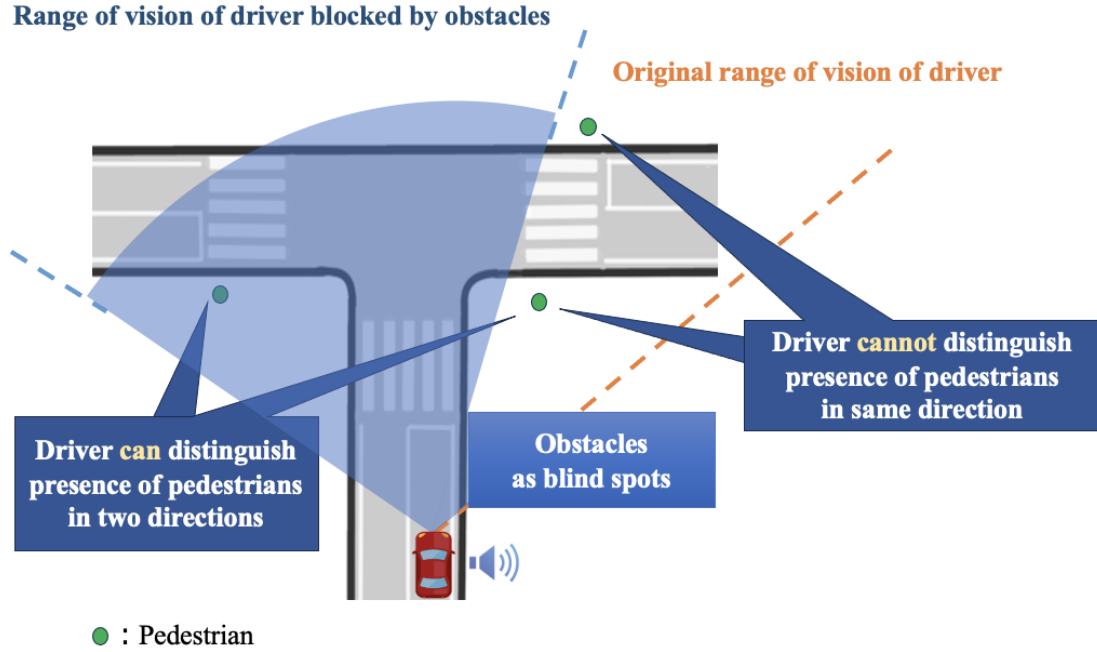 Range of vision of driver blocked by obstacles
Original range of vision of driver
Driver cannot distinguish
presence of pedestrians
in same direction
Driver can distinguish
presence of pedestrians
in two directions
Obstacles
as blind spots
: Pedestrian